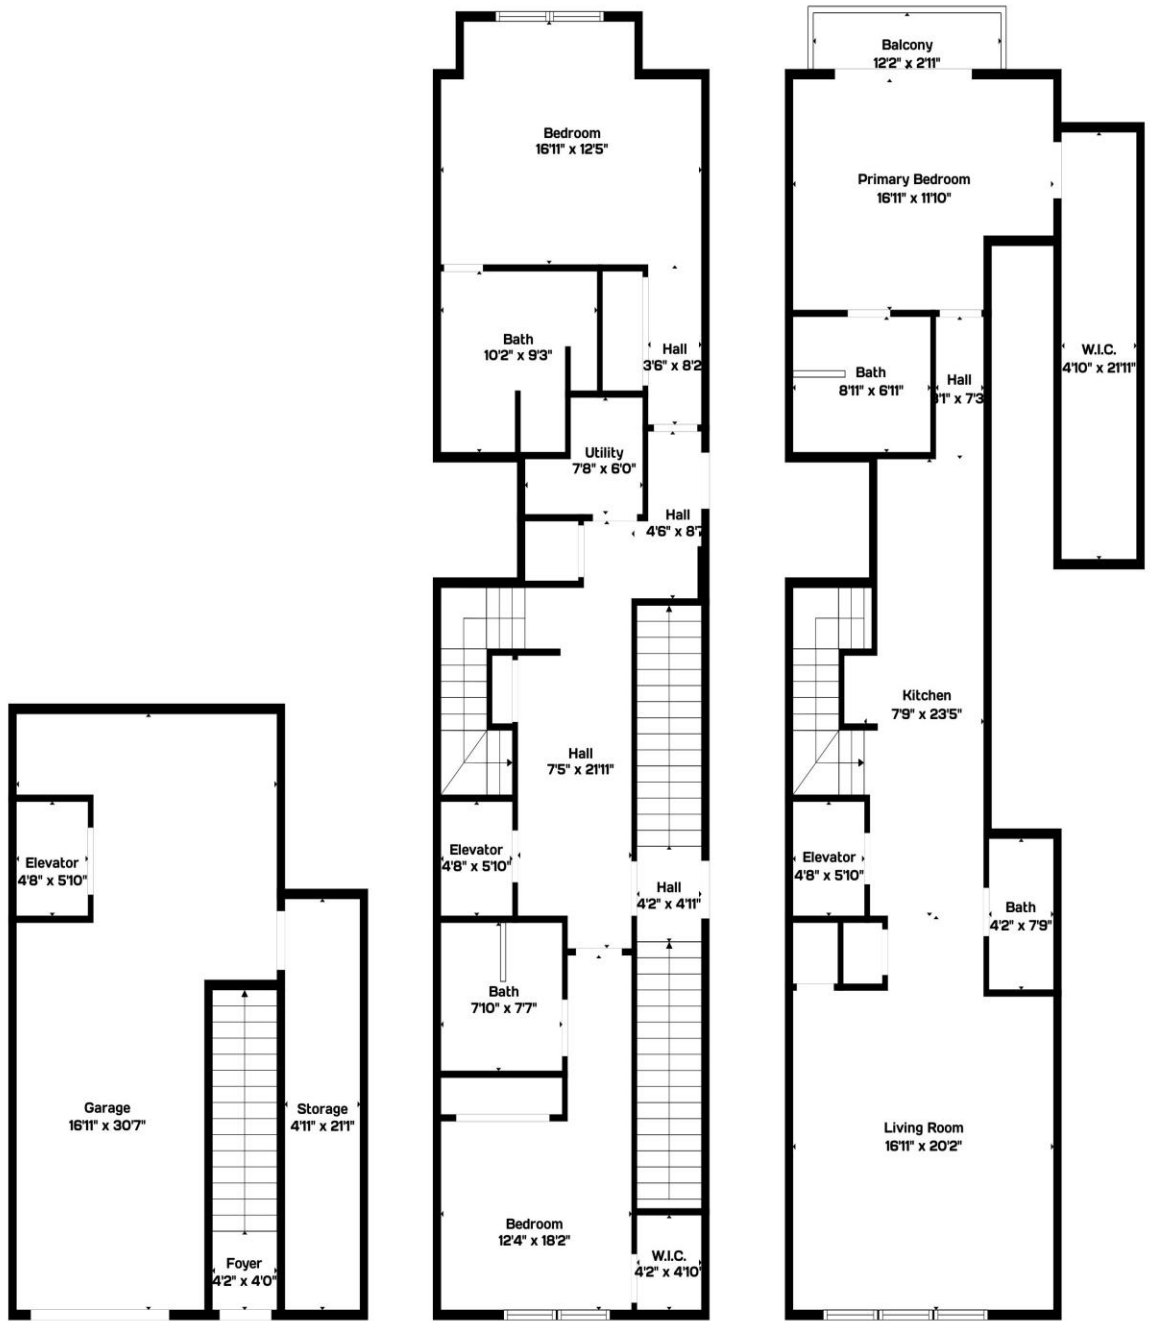 Elevator
4'8" x 5'10"
Garage
16'11" x 30'7"
Storage
4'11" x 21'1"
Foyer
4'2" x 4'0"
Bedroom
16'11" x 12'5"
Bath
10'2" x 9'3"
Hall
3'6" x 8'2
Utility
7'8" x 6'0"
Hall
4'6" x 8'7
Hall
7'5" x 21'11"
Elevator
4'8" x 5'10"
Hall
4'2" x 4'11"
Bath
7'10" x 7'7"
Bedroom
12'4" x 18'2"
W.I.C.
4'2" x 4'10"
Balcony
12'2" x 2'11"
Primary Bedroom
16'11" x 11'10"
W.I.C.
4'10" x 21'11"
Bath
8'11" x 6'11"
Hall
'1" x 7'3
Kitchen
7'9" x 23'5"
Elevator
4'8" x 5'10"
Bath
4'2" x 7'9"
Living Room
16'11" x 20'2"